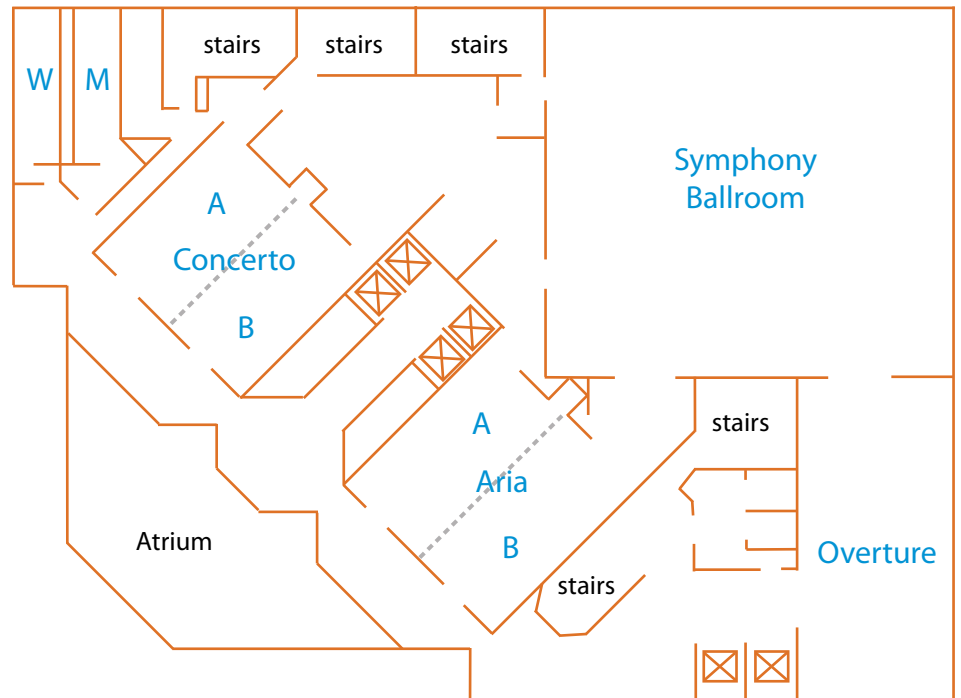 stairs
stairs
stairs
W
M
Symphony
Ballroom
A
Concerto
B
A
stairs
Aria
B
Atrium
Overture
stairs